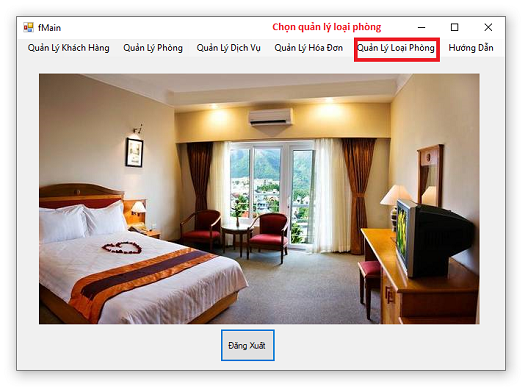 fMain
Chọn quản lý loại phòng
Quản Lý Khách Hàng Quản Lý Phòng Quản Lý Dịch Vụ Quản Lý Hóa Đơn Quản Lý Loại Phòng Hướng Dẫn
Đăng Xuất